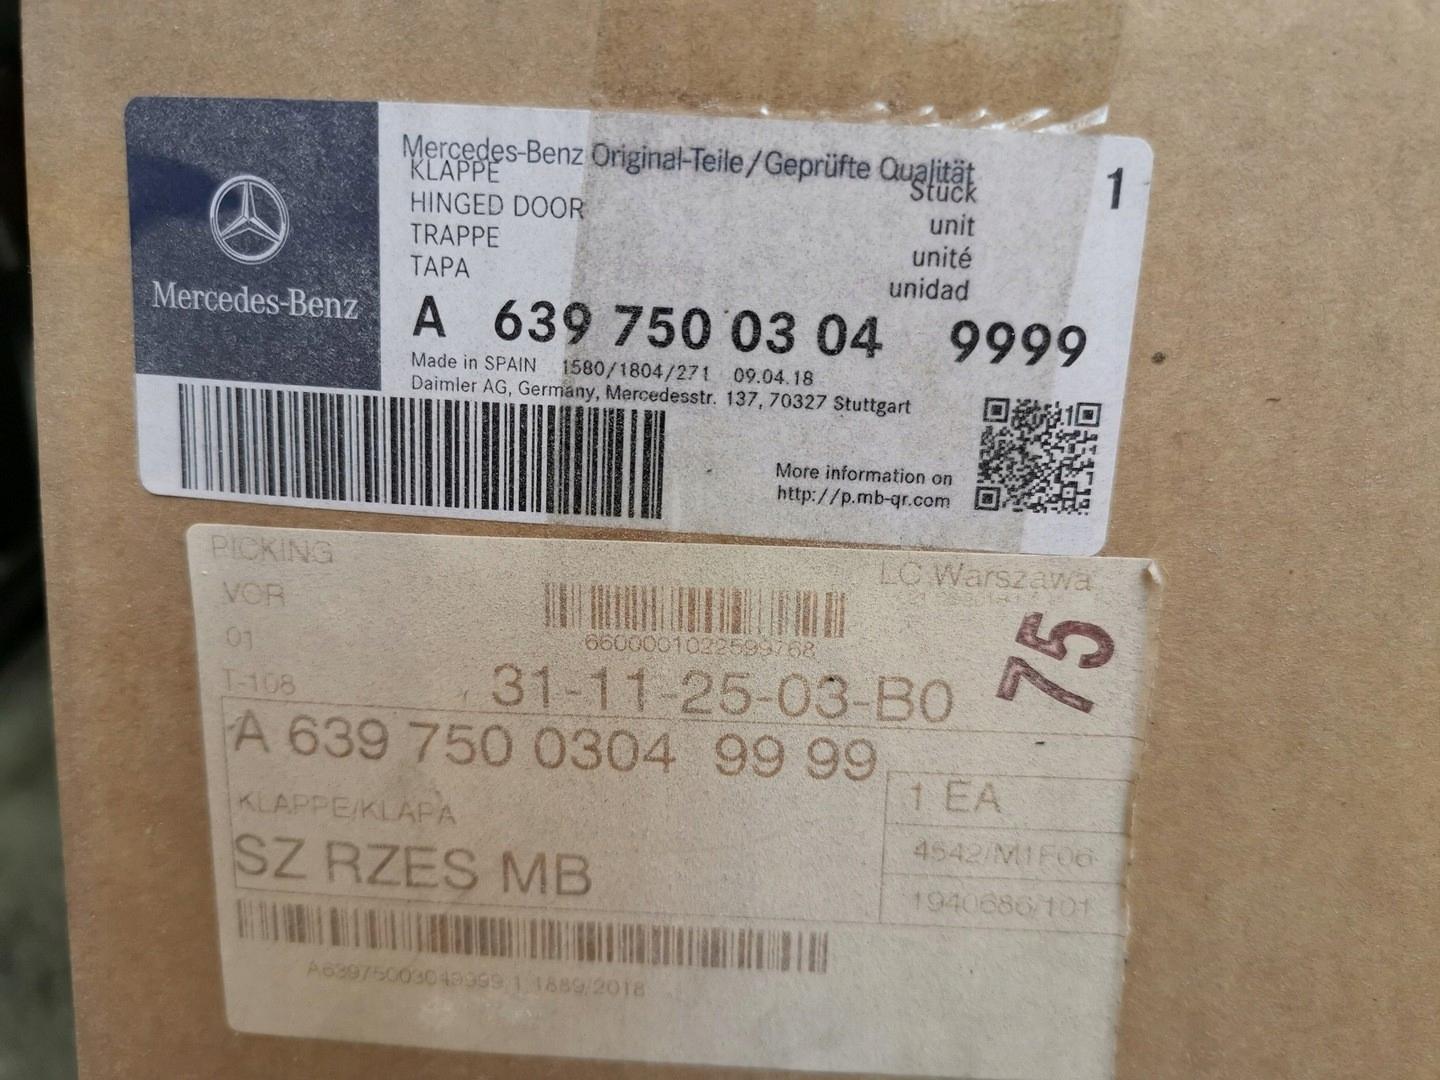 Mercedes-Benz
Mercedes-Benz Original-Teile/Geprüfte Qualität
KLAPPE
HINGED DOOR
TRAPPE
TAPA
Stück
unit
unité
unidad
1
A 639 750 03 04 9999
Made in SPAIN 1580/1804/271 09.04.18
Daimler AG, Germany, Mercedesstr. 137, 70327 Stuttgart
More information on
http://p.mb-qr.com
PICKING
LC Warszawa
VOR
6600001022599768
01
T-108
31-11-25-03-B0
75
A 639 750 0304 99 99
KLAPPE/KLAPA
1 EA
SZ RZES MB
4542/M1F06
1940686/101
A639750030499991 1889/2018